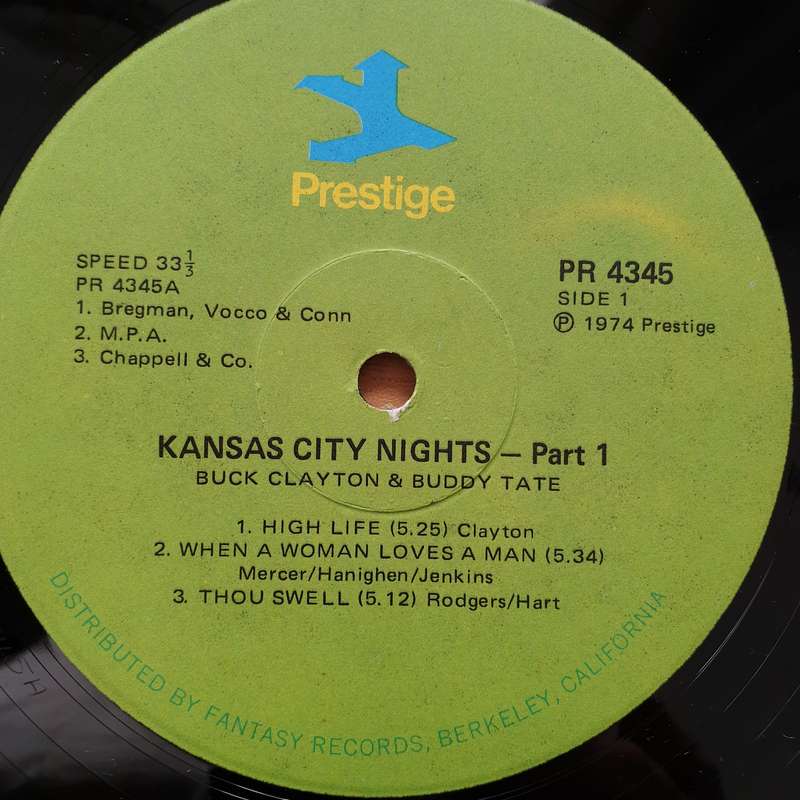 Prestige
SPEED 33⅓
PR 4345A
1. Bregman, Vocco & Conn
2. M.P.A.
3. Chappell & Co.
PR 4345
SIDE 1
Ⓟ 1974 Prestige
KANSAS CITY NIGHTS – Part 1
BUCK CLAYTON & BUDDY TATE
1. HIGH LIFE (5.25) Clayton
2. WHEN A WOMAN LOVES A MAN (5.34)
Mercer/Hanighen/Jenkins
3. THOU SWELL (5.12) Rodgers/Hart
DISTRIBUTED BY FANTASY RECORDS, BERKELEY, CALIFORNIA